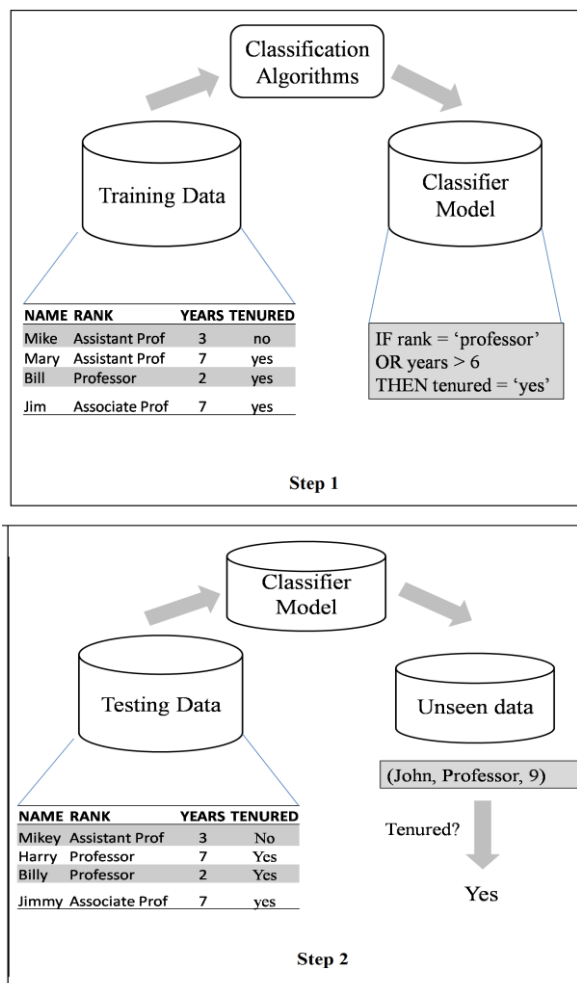 Classification
Algorithms
Training Data
Classifier
Model
NAME RANK YEARS TENURED
Mike Assistant Prof 3 no
Mary Assistant Prof 7 yes
Bill Professor 2 yes
Jim Associate Prof 7 yes
IF rank = ‘professor’
OR years > 6
THEN tenured = ‘yes’
Step 1
Classifier
Model
Testing Data
Unseen data
NAME RANK YEARS TENURED
Mikey Assistant Prof 3 No
Harry Professor 7 Yes
Billy Professor 2 Yes
Jimmy Associate Prof 7 yes
(John, Professor, 9)
Tenured?
Yes
Step 2